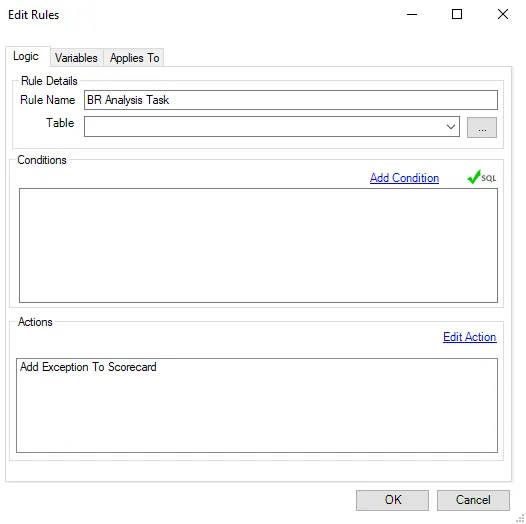 Edit Rules
Logic
Variables
Applies To
Rule Details
Rule Name
BR Analysis Task
Table
...
Conditions
Add Condition
SQL
Actions
Edit Action
Add Exception To Scorecard
OK
Cancel